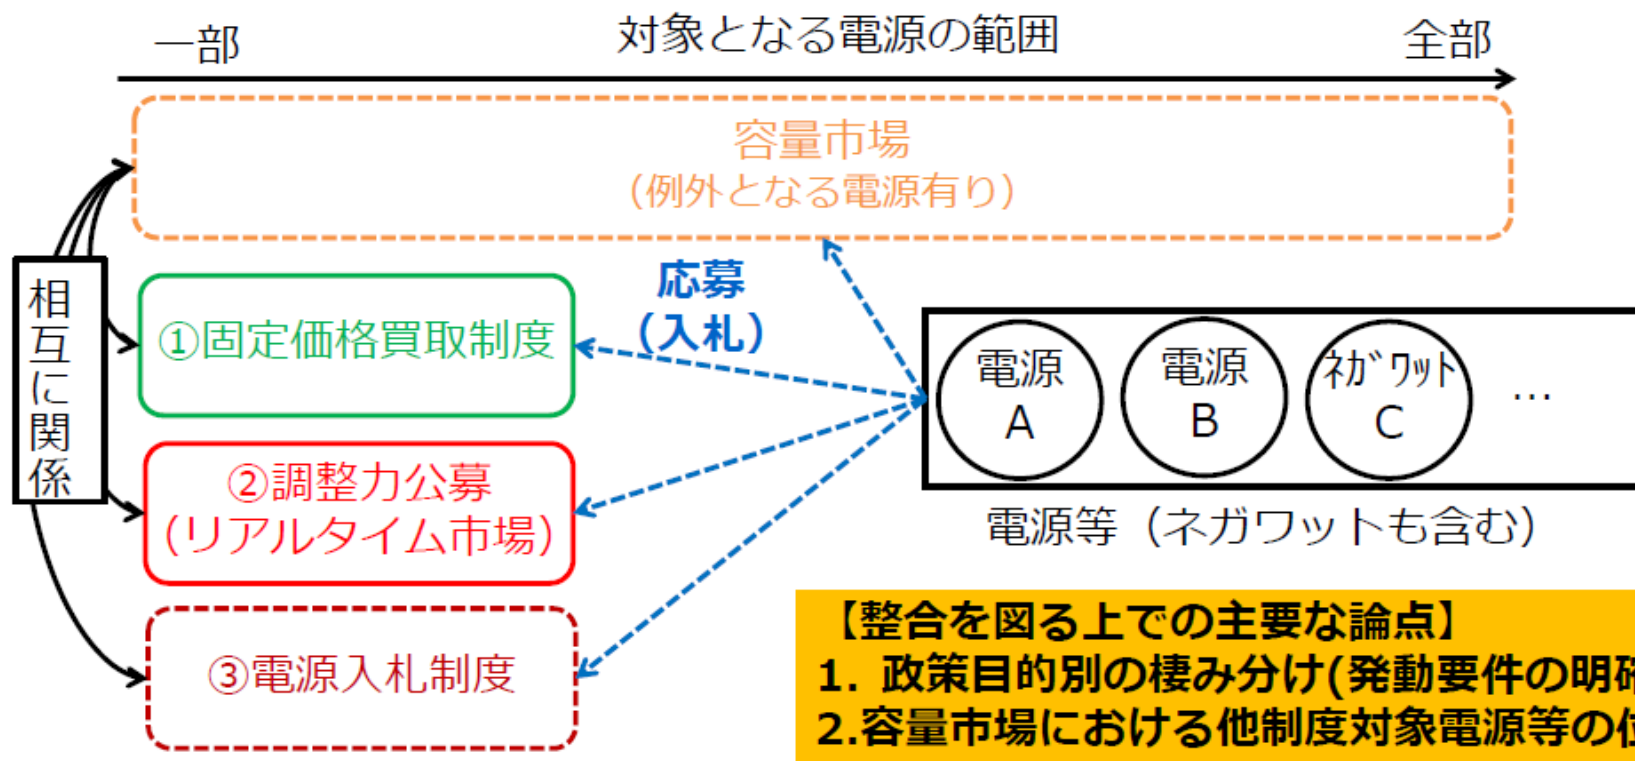 一部 対象となる電源の範囲 全部
容量市場
（例外となる電源有り）
相互に関係
応募
（入札）
①固定価格買取制度
②調整力公募
（リアルタイム市場）
③電源入札制度
電源
A
電源
B
ﾈｶﾞﾜｯﾄ
C
…
電源等（ネガワットも含む）
【整合を図る上での主要な論点】
1. 政策目的別の棲み分け(発動要件の明確
2.容量市場における他制度対象電源等の位